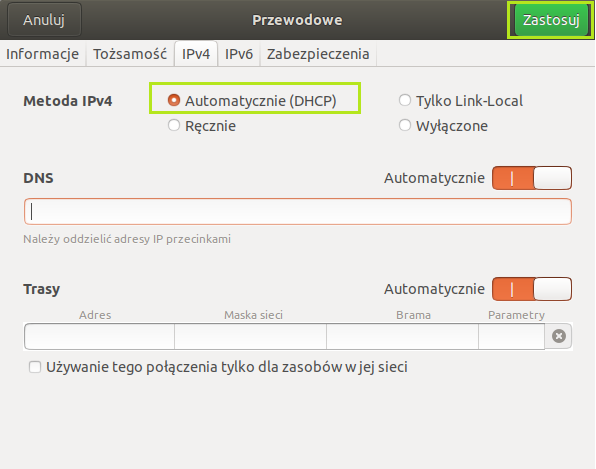 Anuluj Przewodowe Zastosuj
Informacje Tożsamość IPv4 IPv6 Zabezpieczenia
Metoda IPv4 Automatycznie (DHCP) Tylko Link-Local
Ręcznie Wyłączone
DNS Automatycznie
Należy oddzielić adresy IP przecinkami
Trasy Automatycznie
Adres Maska sieci Brama Parametry
Używanie tego połączenia tylko dla zasobów w jej sieci